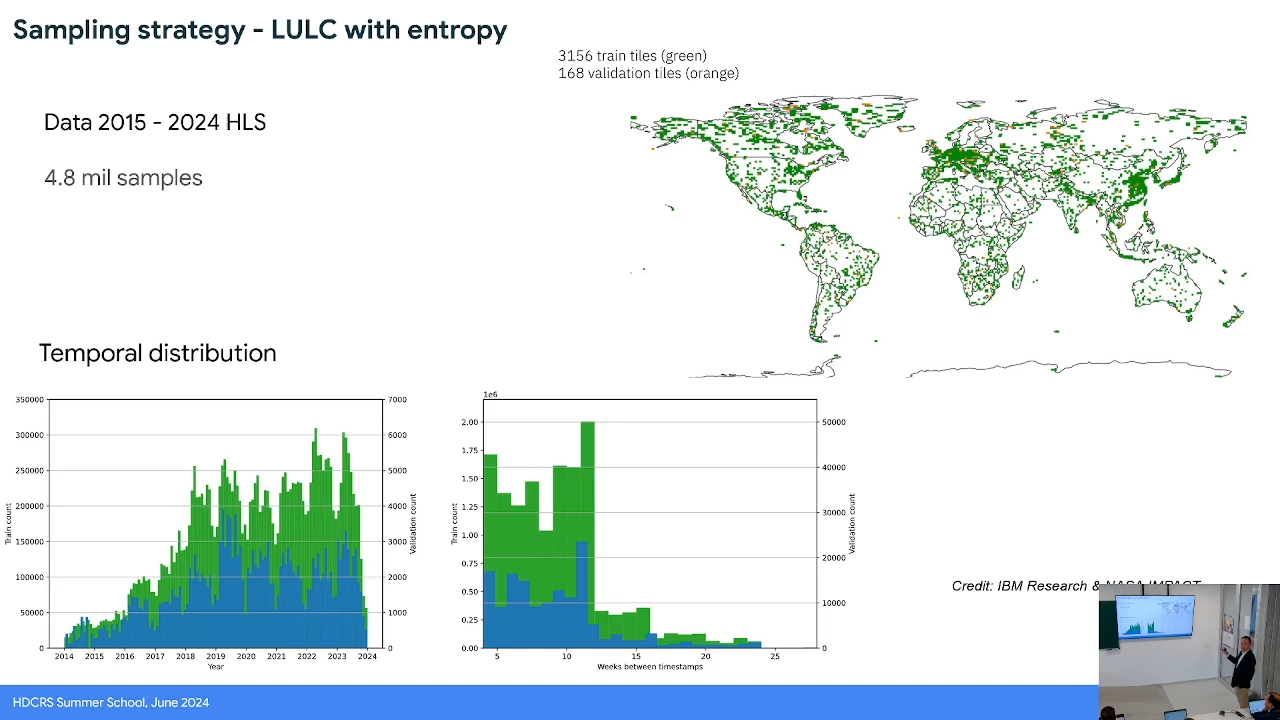 Sampling strategy - LULC with entropy
3156 train tiles (green)
168 validation tiles (orange)
Data 2015 - 2024 HLS
4.8 mil samples
Temporal distribution
350000
300000
250000
200000
150000
100000
50000
0
Train count
7000
6000
5000
4000
3000
2000
1000
0
Validation count
2014 2015 2016 2017 2018 2019 2020 2021 2022 2023 2024
Year
1e6
2.00
1.75
1.50
1.25
1.00
0.75
0.50
0.25
0.00
Train count
50000
40000
30000
20000
10000
0
Validation count
5 10 15 20 25
Weeks between timestamps
Credit: IBM Research & NASA IMPACT
HDCRS Summer School, June 2024